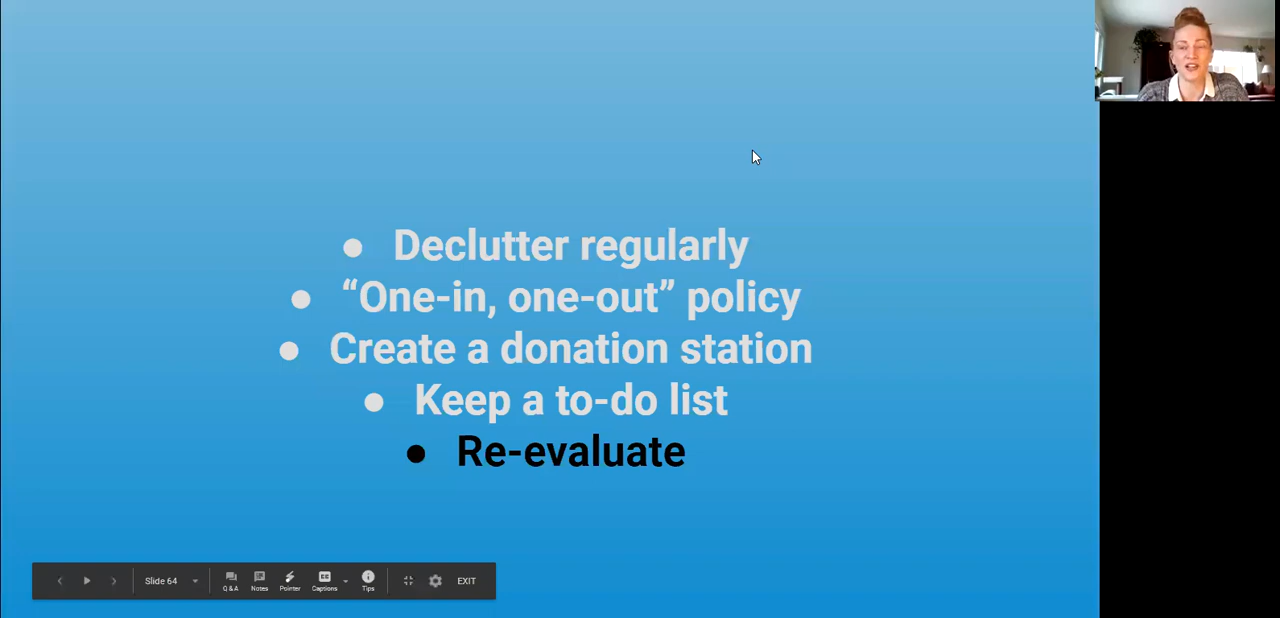 ● Declutter regularly
● “One-in, one-out” policy
● Create a donation station
● Keep a to-do list
● Re-evaluate
Slide 64 Q & A Notes Pointer CC Captions Tips EXIT